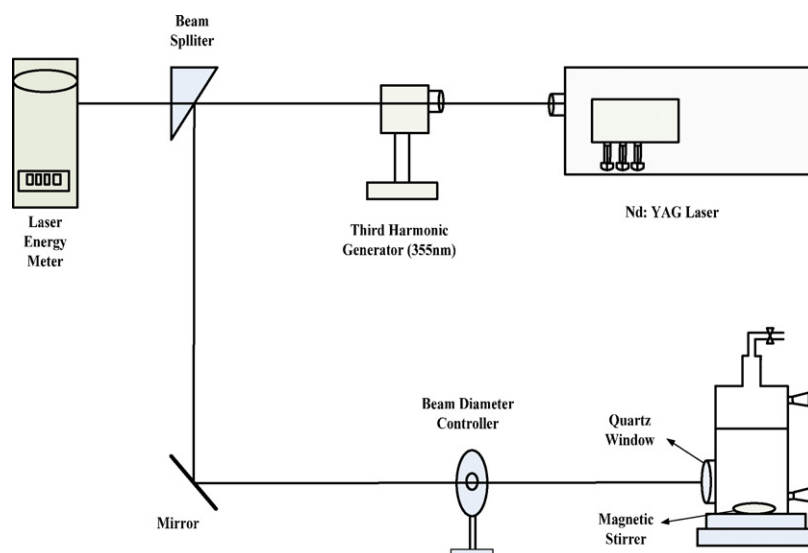 Beam
Splliter
Laser
Energy
Meter
Third Harmonic
Generator (355nm)
Nd: YAG Laser
Beam Diameter
Controller
Quartz
Window
Mirror
Magnetic
Stirrer